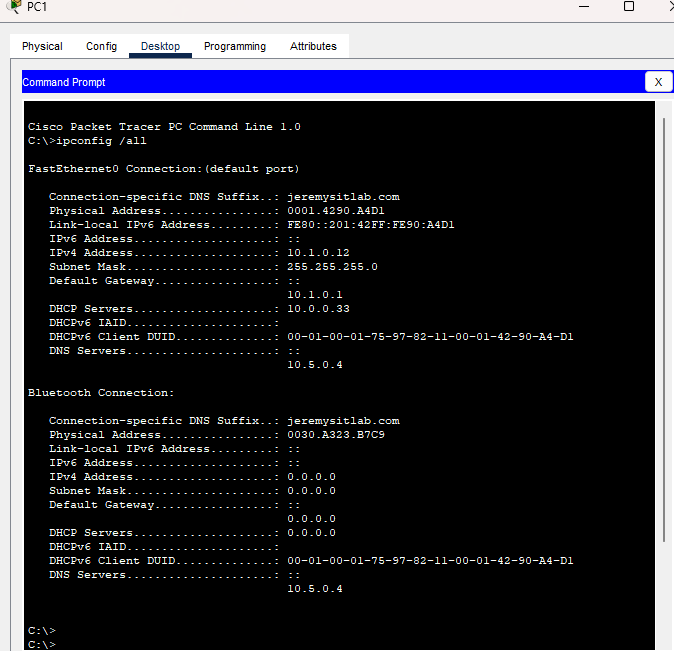 PC1
Physical Config Desktop Programming Attributes
Command Prompt
X
Cisco Packet Tracer PC Command Line 1.0
C:\>ipconfig /all
FastEthernet0 Connection:(default port)
Connection-specific DNS Suffix..: jeremysitlab.com
Physical Address................: 0001.4290.A4D1
Link-local IPv6 Address.........: FE80::201:42FF:FE90:A4D1
IPv6 Address....................: ::
IPv4 Address....................: 10.1.0.12
Subnet Mask.....................: 255.255.255.0
Default Gateway.................: ::
10.1.0.1
DHCP Servers....................: 10.0.0.33
DHCPv6 IAID.....................:
DHCPv6 Client DUID..............: 00-01-00-01-75-97-82-11-00-01-42-90-A4-D1
DNS Servers.....................: ::
10.5.0.4
Bluetooth Connection:
Connection-specific DNS Suffix..: jeremysitlab.com
Physical Address................: 0030.A323.B7C9
Link-local IPv6 Address.........: ::
IPv6 Address....................: ::
IPv4 Address....................: 0.0.0.0
Subnet Mask.....................: 0.0.0.0
Default Gateway.................: ::
0.0.0.0
DHCP Servers....................: 0.0.0.0
DHCPv6 IAID.....................:
DHCPv6 Client DUID..............: 00-01-00-01-75-97-82-11-00-01-42-90-A4-D1
DNS Servers.....................: ::
10.5.0.4
C:\>
C:\>